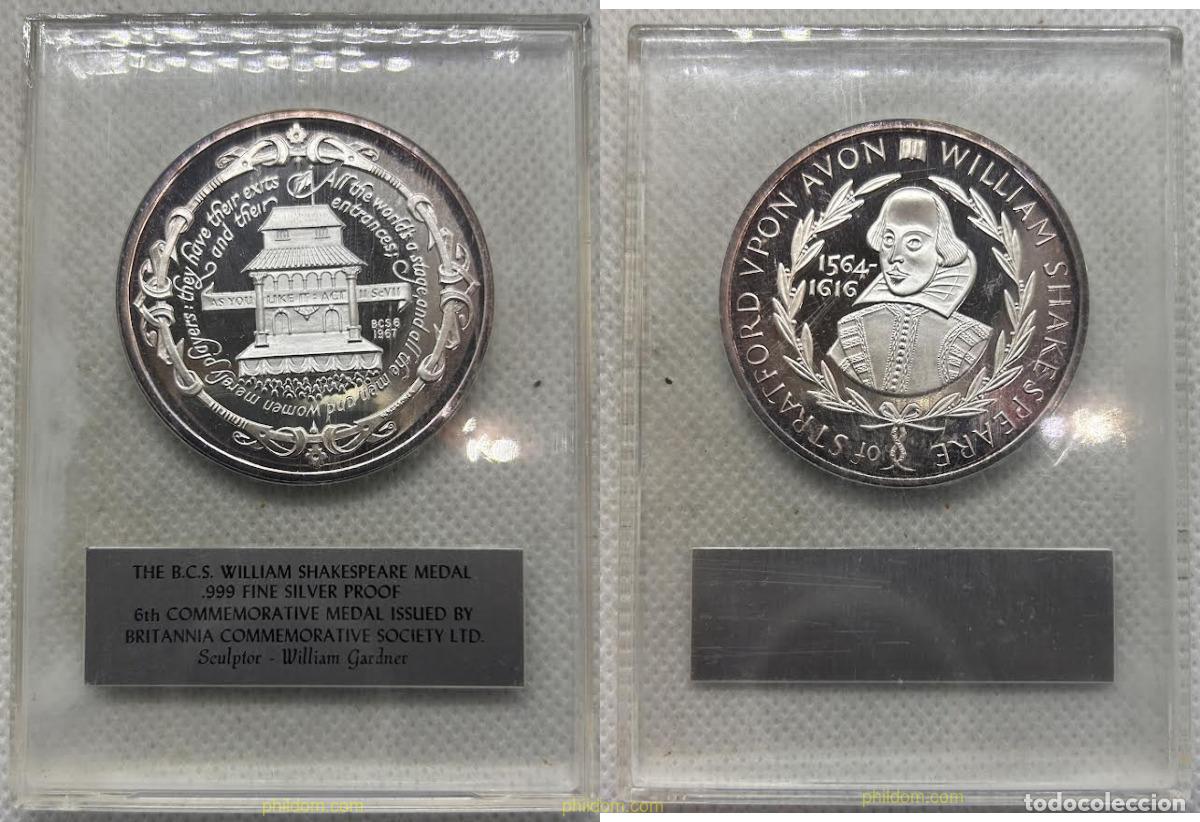 All the world's a stage, and all the men and women merely players: they have their exits
and their entrances;
AS YOU LIKE IT: ACT II ScVII
BCS6
1967
THE B.C.S. WILLIAM SHAKESPEARE MEDAL
.999 FINE SILVER PROOF
6th COMMEMORATIVE MEDAL ISSUED BY
BRITANNIA COMMEMORATIVE SOCIETY LTD.
Sculptor - William Gardner
WILLIAM SHAKESPEARE of STRATFORD VPON AVON
1564-
1616
phildom.com
phildom.com
phildom.com
todocoleccion